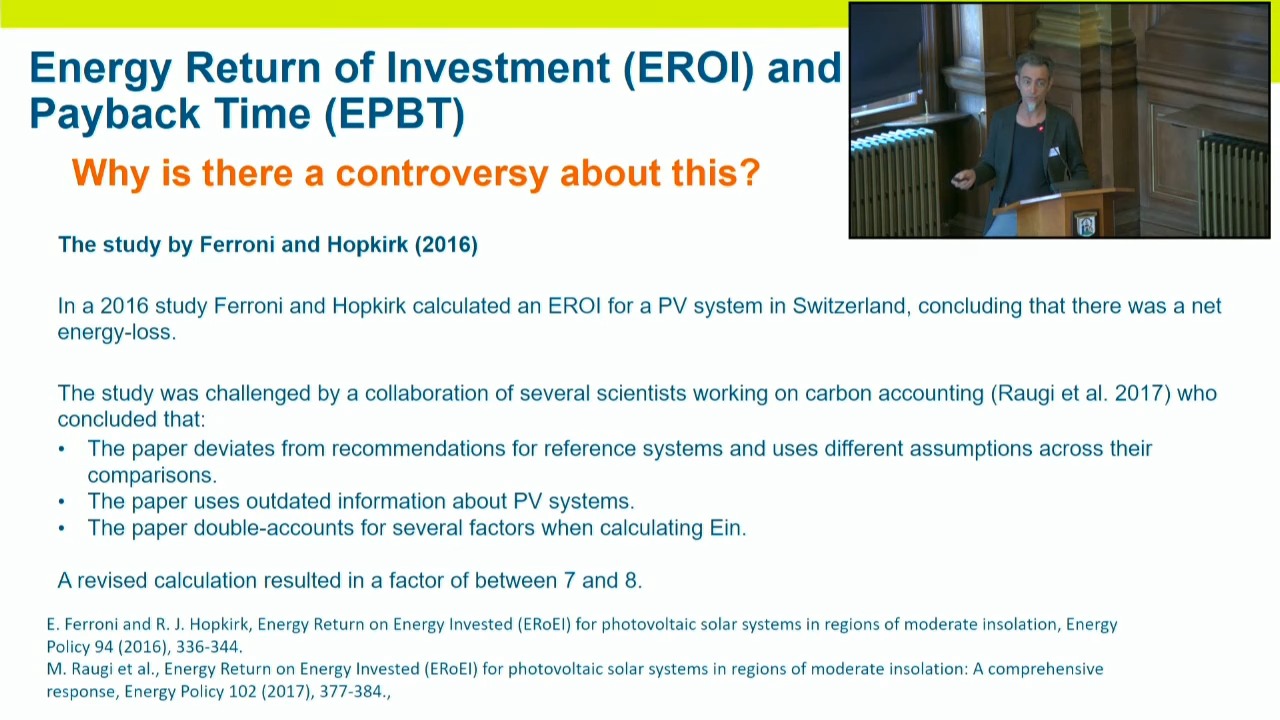 Energy Return of Investment (EROI) and
Payback Time (EPBT)
Why is there a controversy about this?
The study by Ferroni and Hopkirk (2016)
In a 2016 study Ferroni and Hopkirk calculated an EROI for a PV system in Switzerland, concluding that there was a net
energy-loss.
The study was challenged by a collaboration of several scientists working on carbon accounting (Raugi et al. 2017) who
concluded that:
• The paper deviates from recommendations for reference systems and uses different assumptions across their
comparisons.
• The paper uses outdated information about PV systems.
• The paper double-accounts for several factors when calculating Ein.
A revised calculation resulted in a factor of between 7 and 8.
E. Ferroni and R. J. Hopkirk, Energy Return on Energy Invested (ERoEI) for photovoltaic solar systems in regions of moderate insolation, Energy
Policy 94 (2016), 336-344.
M. Raugi et al., Energy Return on Energy Invested (ERoEI) for photovoltaic solar systems in regions of moderate insolation: A comprehensive
response, Energy Policy 102 (2017), 377-384.,